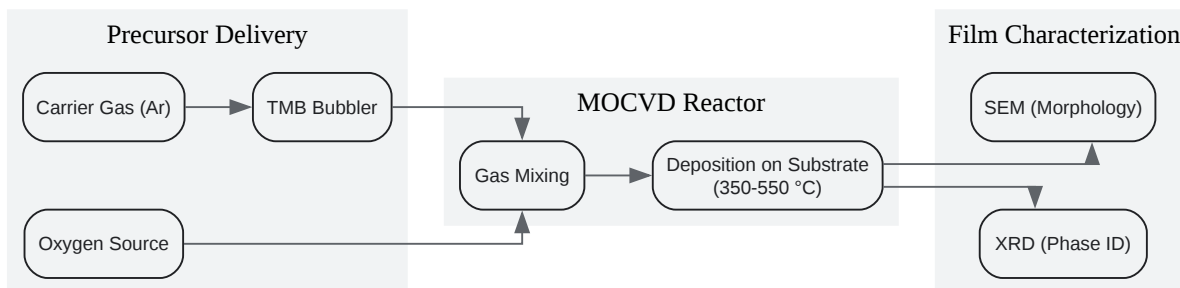 Precursor Delivery
Carrier Gas (Ar)
TMB Bubbler
Oxygen Source
MOCVD Reactor
Gas Mixing
Deposition on Substrate
(350-550 °C)
Film Characterization
SEM (Morphology)
XRD (Phase ID)